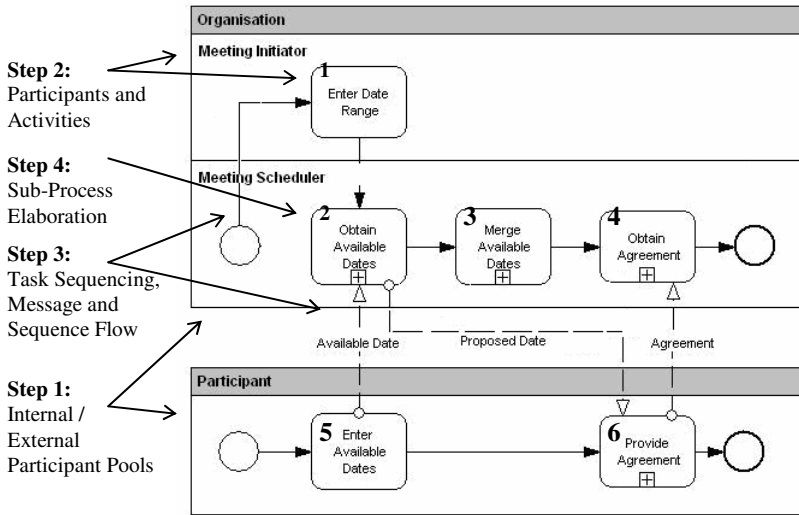 Organisation
Meeting Initiator
Step 2:
Participants and
Activities
1
Enter Date
Range
Step 4:
Sub-Process
Elaboration
Meeting Scheduler
2
Obtain
Available
Dates
3
Merge
Available
Dates
4
Obtain
Agreement
Step 3:
Task Sequencing,
Message and
Sequence Flow
Available Date
Proposed Date
Agreement
Step 1:
Internal /
External
Participant Pools
Participant
5
Enter
Available
Dates
6
Provide
Agreement